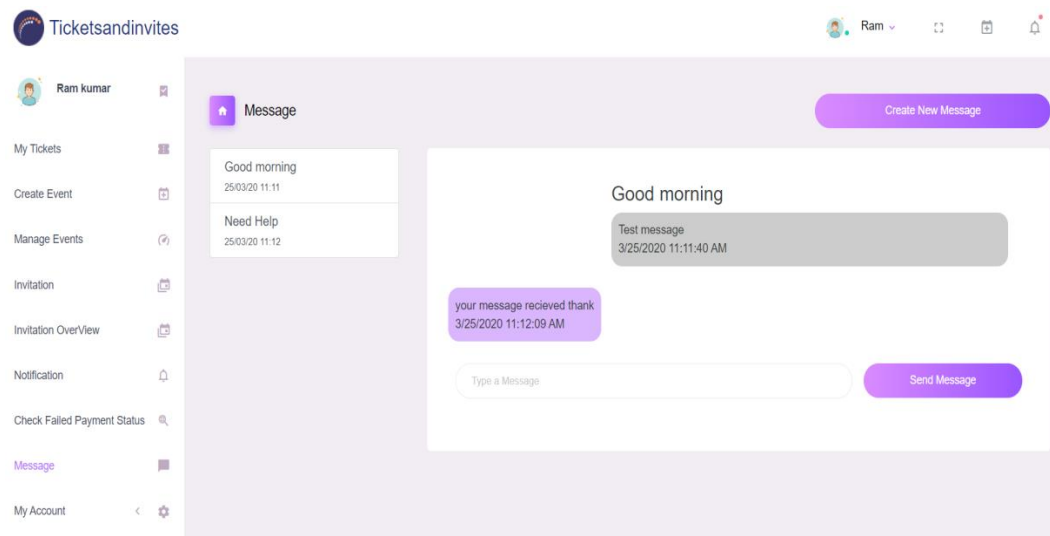 Ticketsandinvites
Ram
Ram kumar
My Tickets
Create Event
Manage Events
Invitation
Invitation OverView
Notification
Check Failed Payment Status
Message
My Account
Message
Create New Message
Good morning
25/03/20 11:11
Need Help
25/03/20 11:12
Good morning
Test message
3/25/2020 11:11:40 AM
your message recieved thank
3/25/2020 11:12:09 AM
Type a Message
Send Message